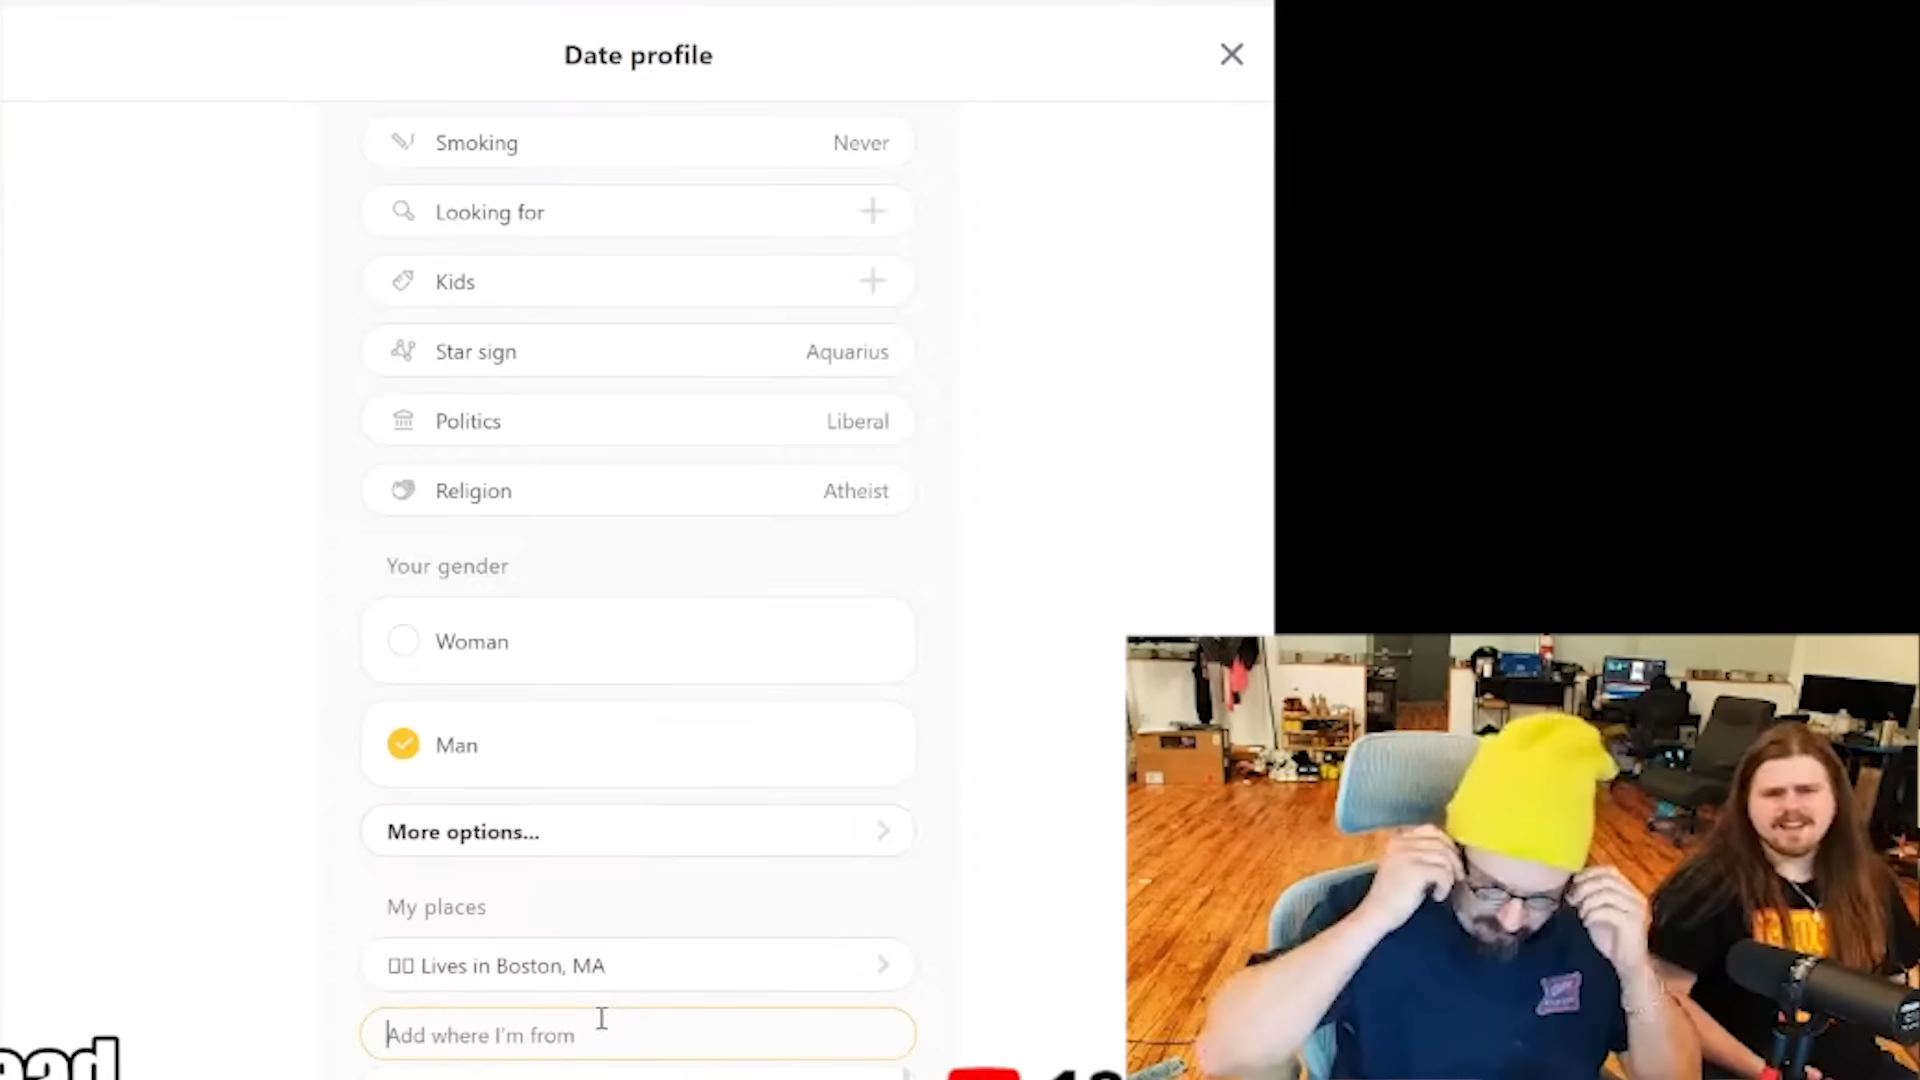 Date profile
Smoking Never
Looking for
Kids
Star sign Aquarius
Politics Liberal
Religion Atheist
Your gender
Woman
Man
More options...
My places
Lives in Boston, MA
Add where I'm from